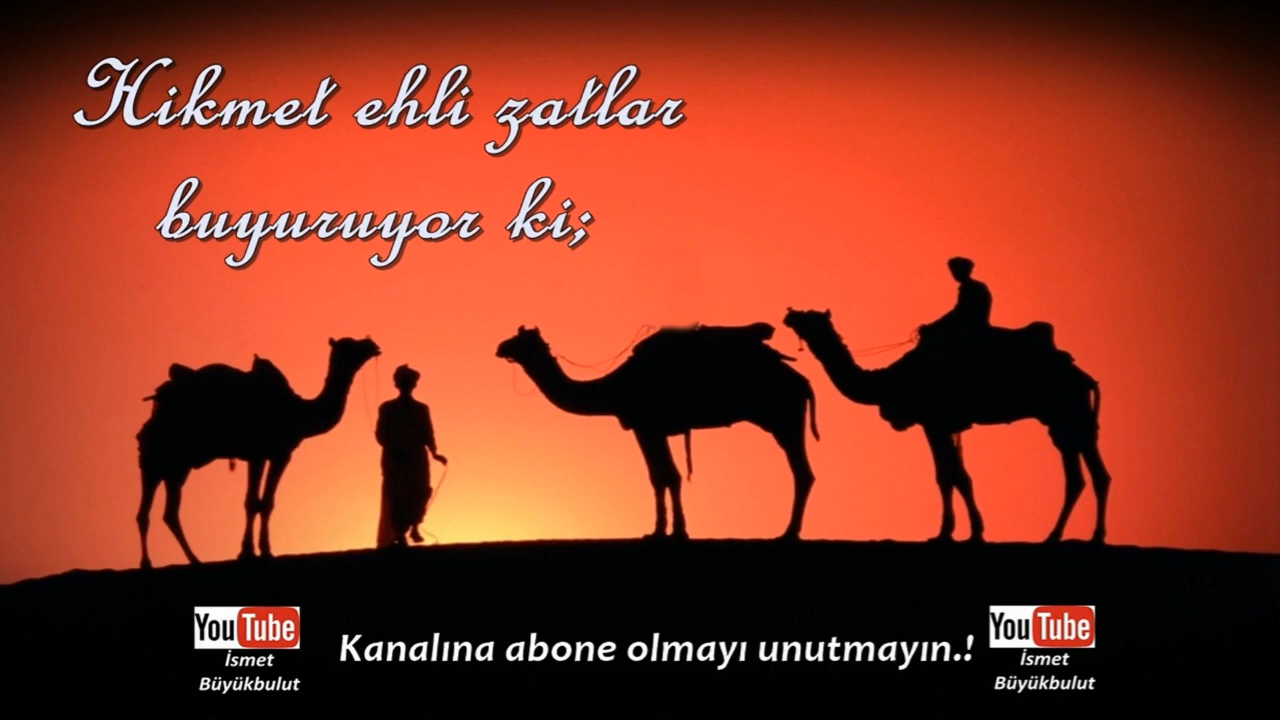 Hikmet ehli zatlar
buyuruyor ki;
YouTube
İsmet
Büyükbulut
Kanalına abone olmayı unutmayın.!
YouTube
İsmet
Büyükbulut